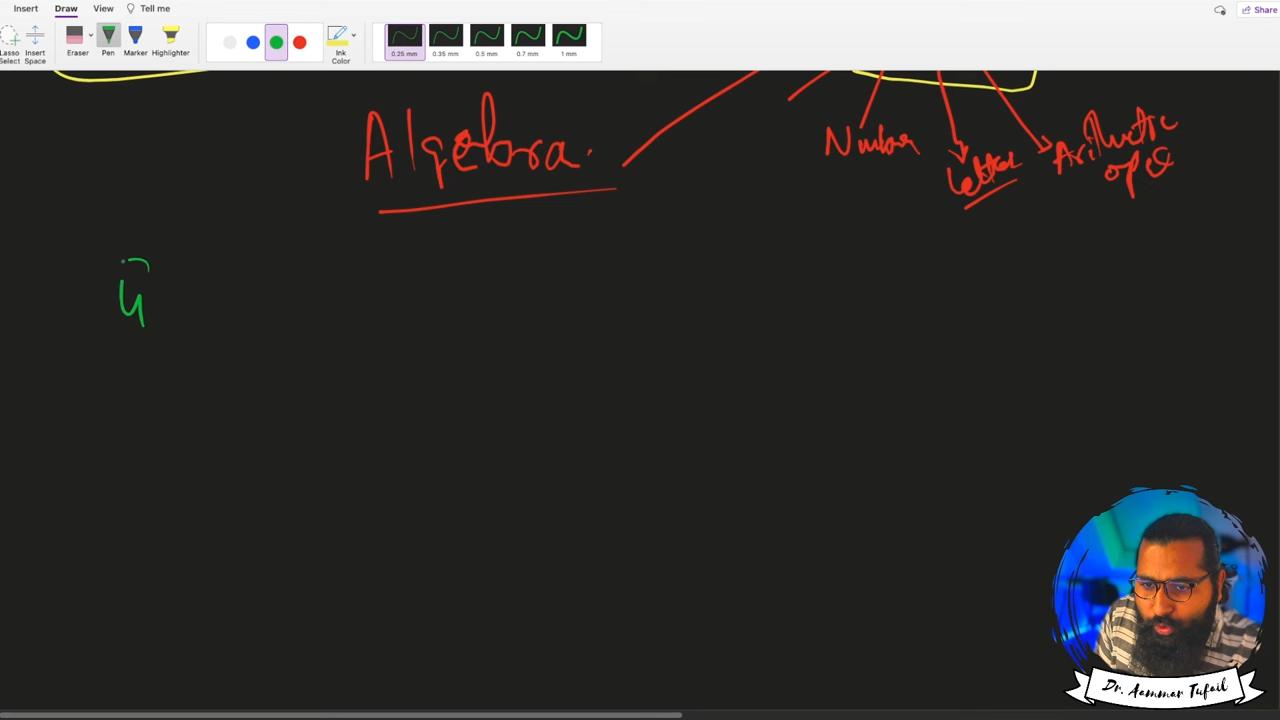 Insert Draw View Tell me
Share
Lasso Select
Insert Space
Eraser
Pen
Marker
Highlighter
Ink Color
0.25 mm 0.35 mm 0.5 mm 0.7 mm 1 mm
Algebra.
Number
Letter
Arithmetic
Dr. Aammar Tufail